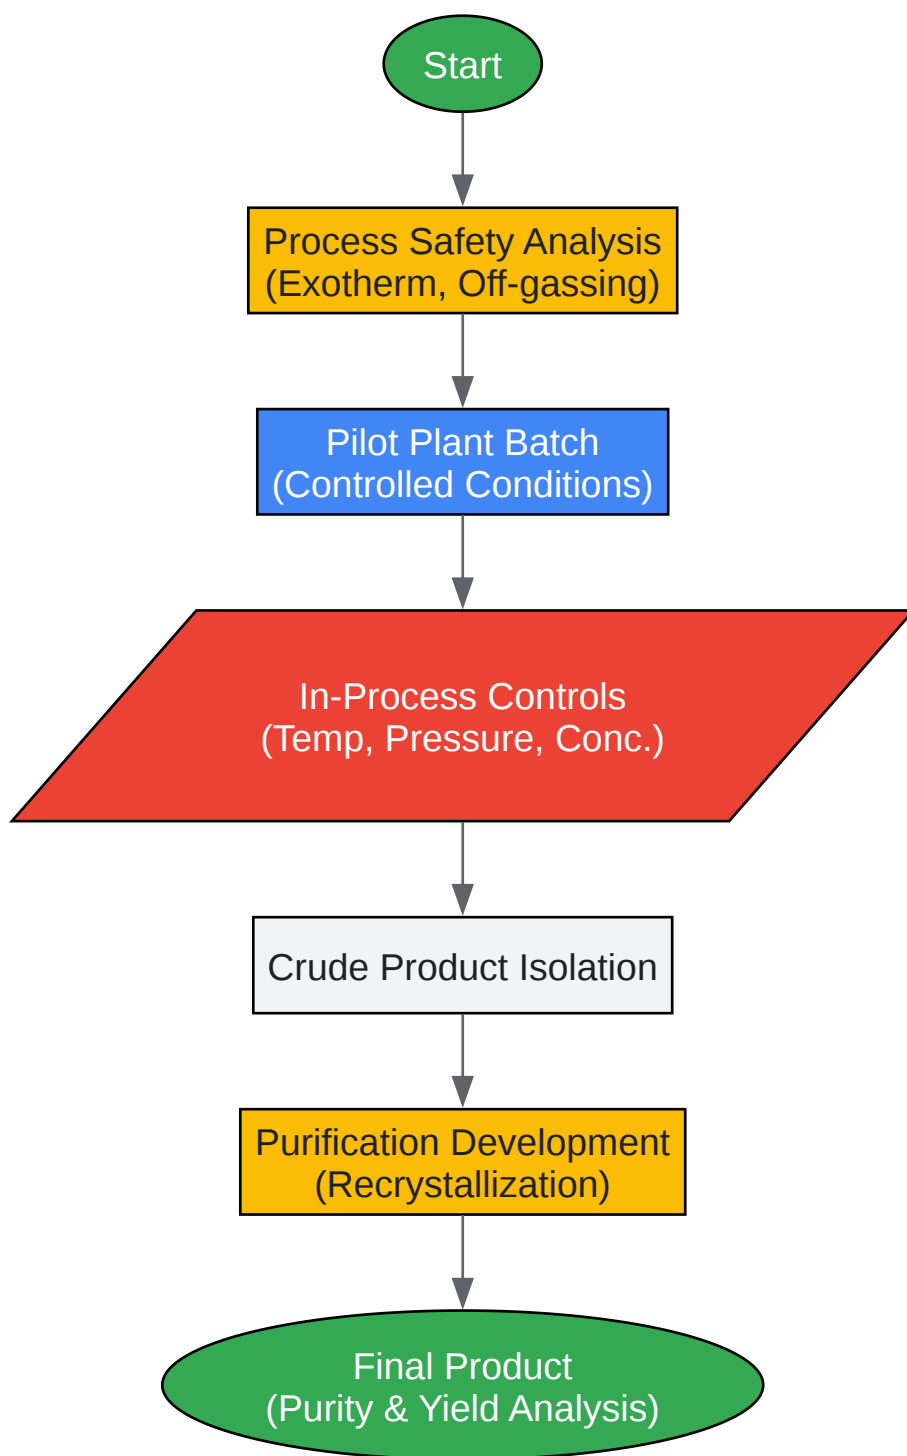 Start
Process Safety Analysis
(Exotherm, Off-gassing)
Pilot Plant Batch
(Controlled Conditions)
In-Process Controls
(Temp, Pressure, Conc.)
Crude Product Isolation
Purification Development
(Recrystallization)
Final Product
(Purity & Yield Analysis)